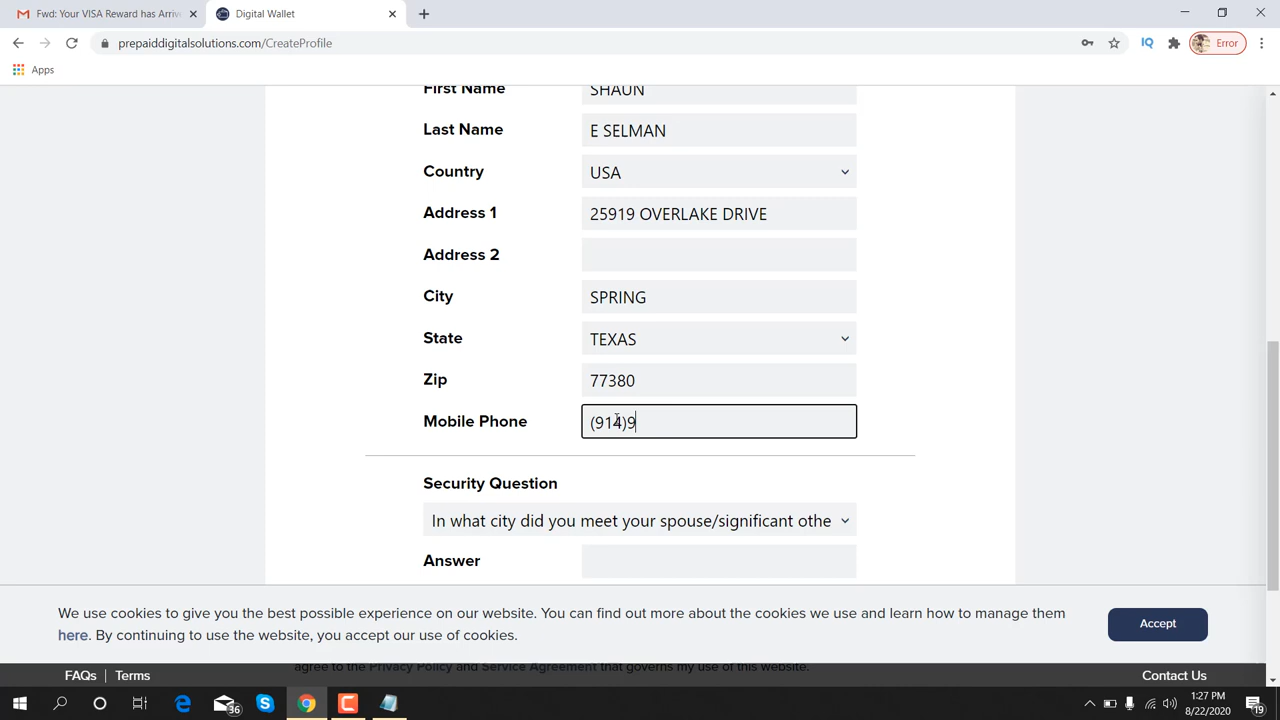 Fwd: Your VISA Reward has Arrive
Digital Wallet
prepaiddigitalsolutions.com/CreateProfile
IQ
Error
Apps
First Name SHAUN
Last Name E SELMAN
Country USA
Address 1 25919 OVERLAKE DRIVE
Address 2
City SPRING
State TEXAS
Zip 77380
Mobile Phone (914)9
Security Question
In what city did you meet your spouse/significant othe
Answer
We use cookies to give you the best possible experience on our website. You can find out more about the cookies we use and learn how to manage them
here. By continuing to use the website, you accept our use of cookies.
Accept
agree to the Privacy Policy and Service Agreement that governs my use of this website.
FAQs | Terms
Contact Us
36
1:27 PM
8/22/2020
19